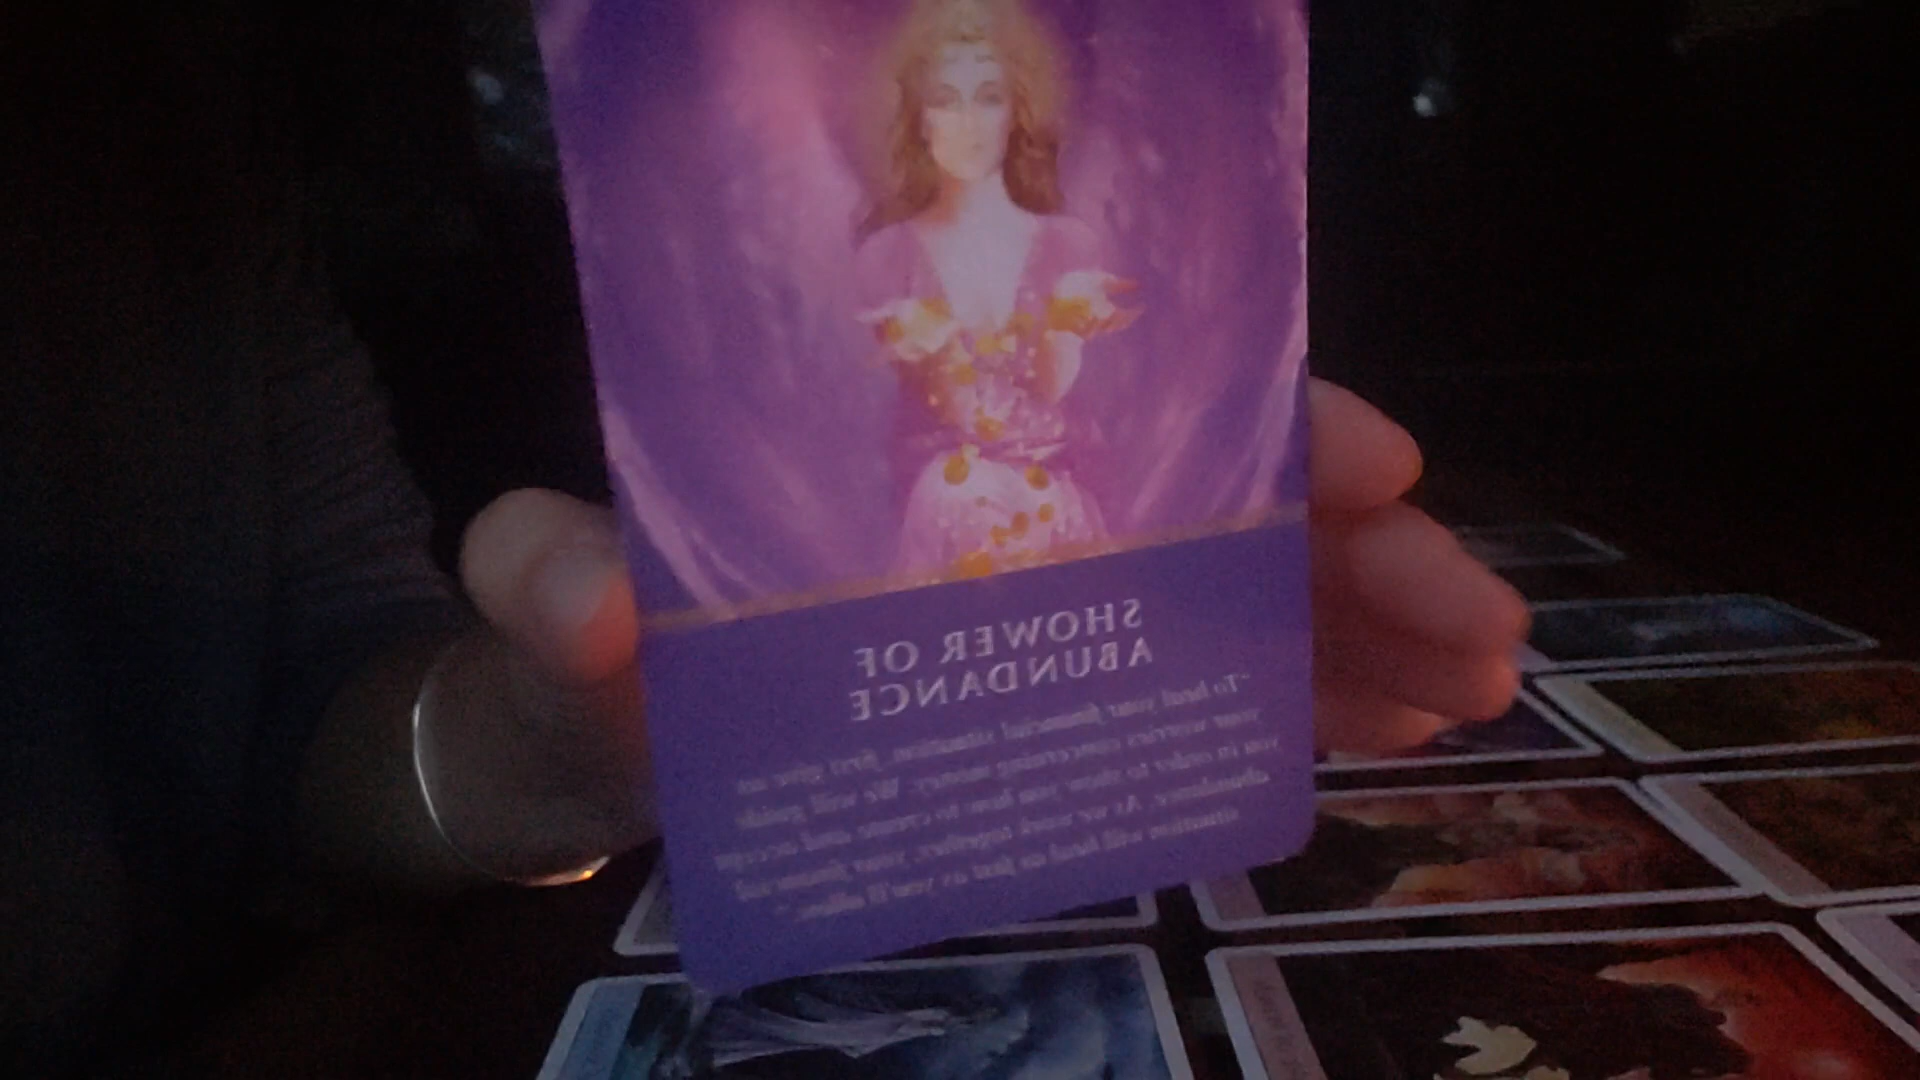 SHOWER OF
ABUNDANCE
"To heal your financial situation, first give us
your worries concerning money. We will guide
you in order to show you how to create and accept
abundance. As we work together, your financial
situation will heal as fast as you'll allow."